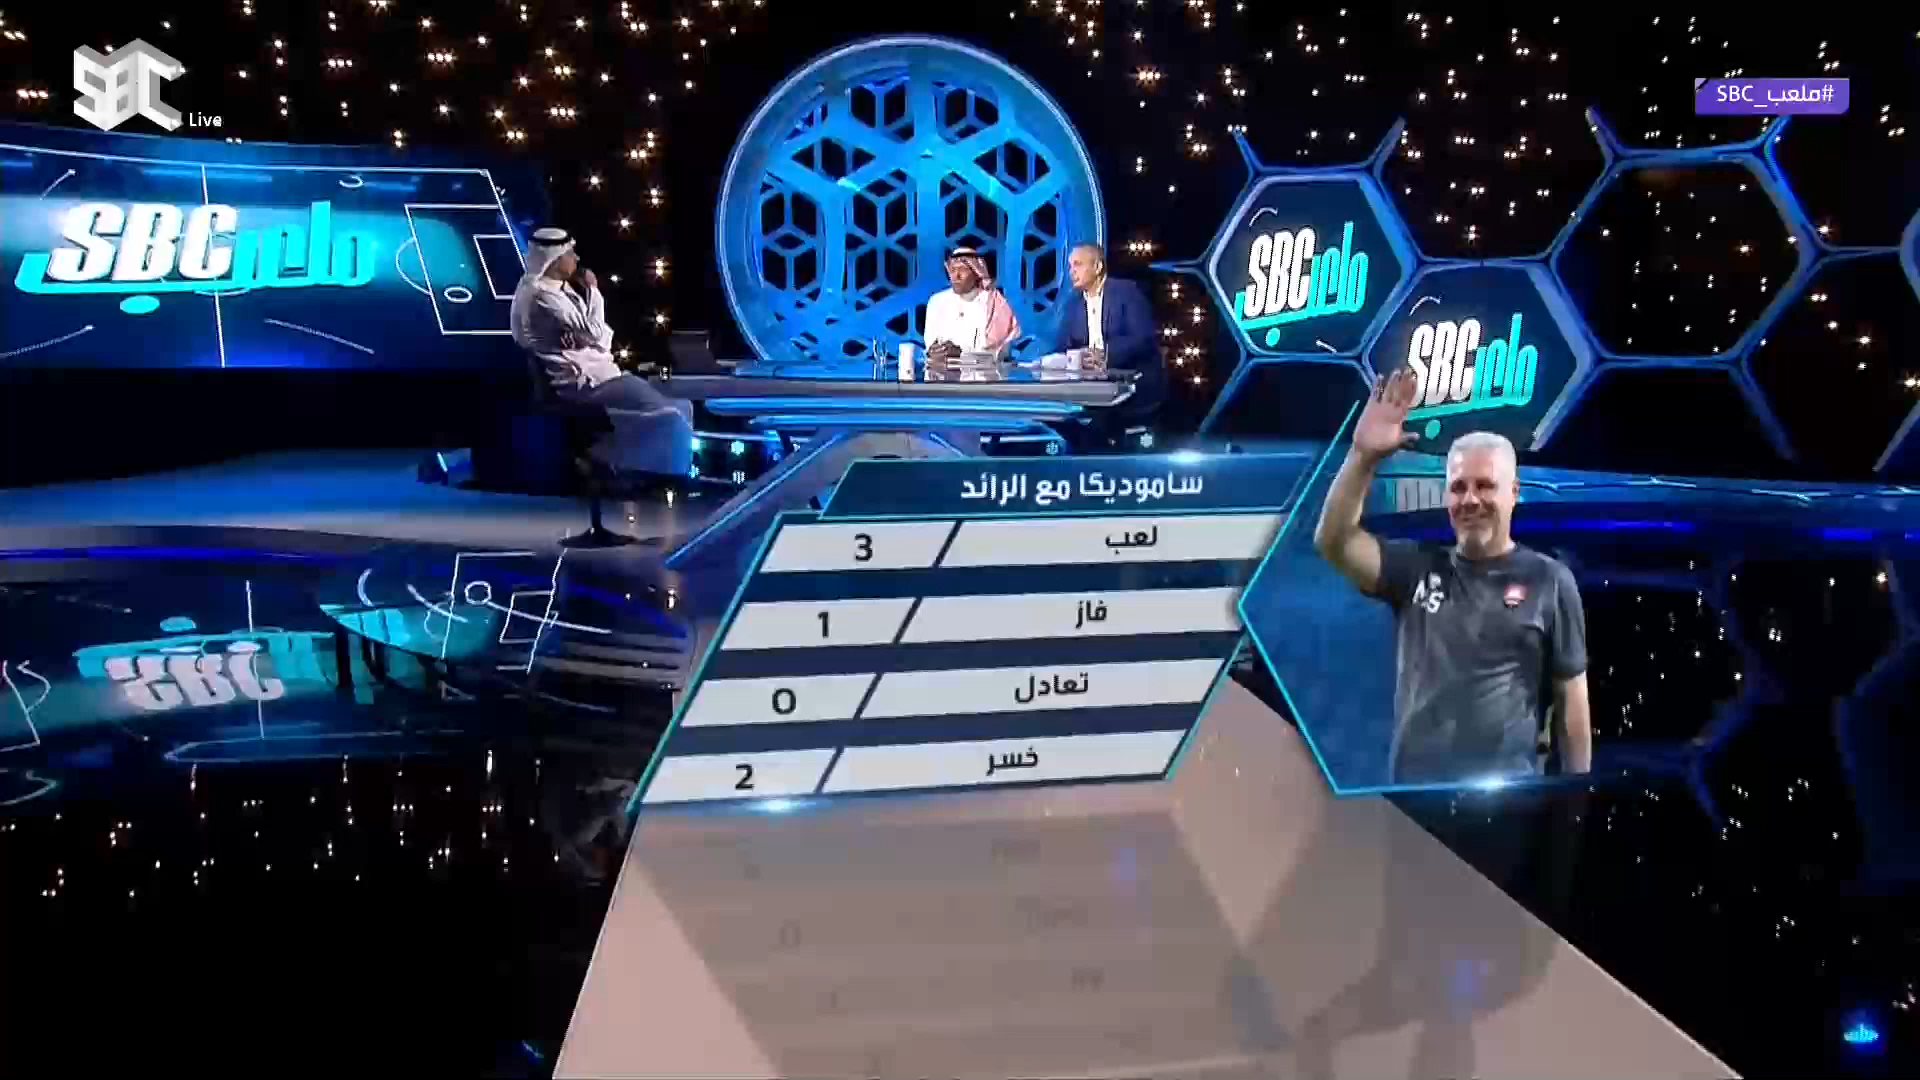 SBC Live
#ملعب_SBC
ملعب SBC
ملعب SBC
ملعب SBC
ساموديكا مع الرائد
لعب 3
فاز 1
تعادل 0
خسر 2
MS